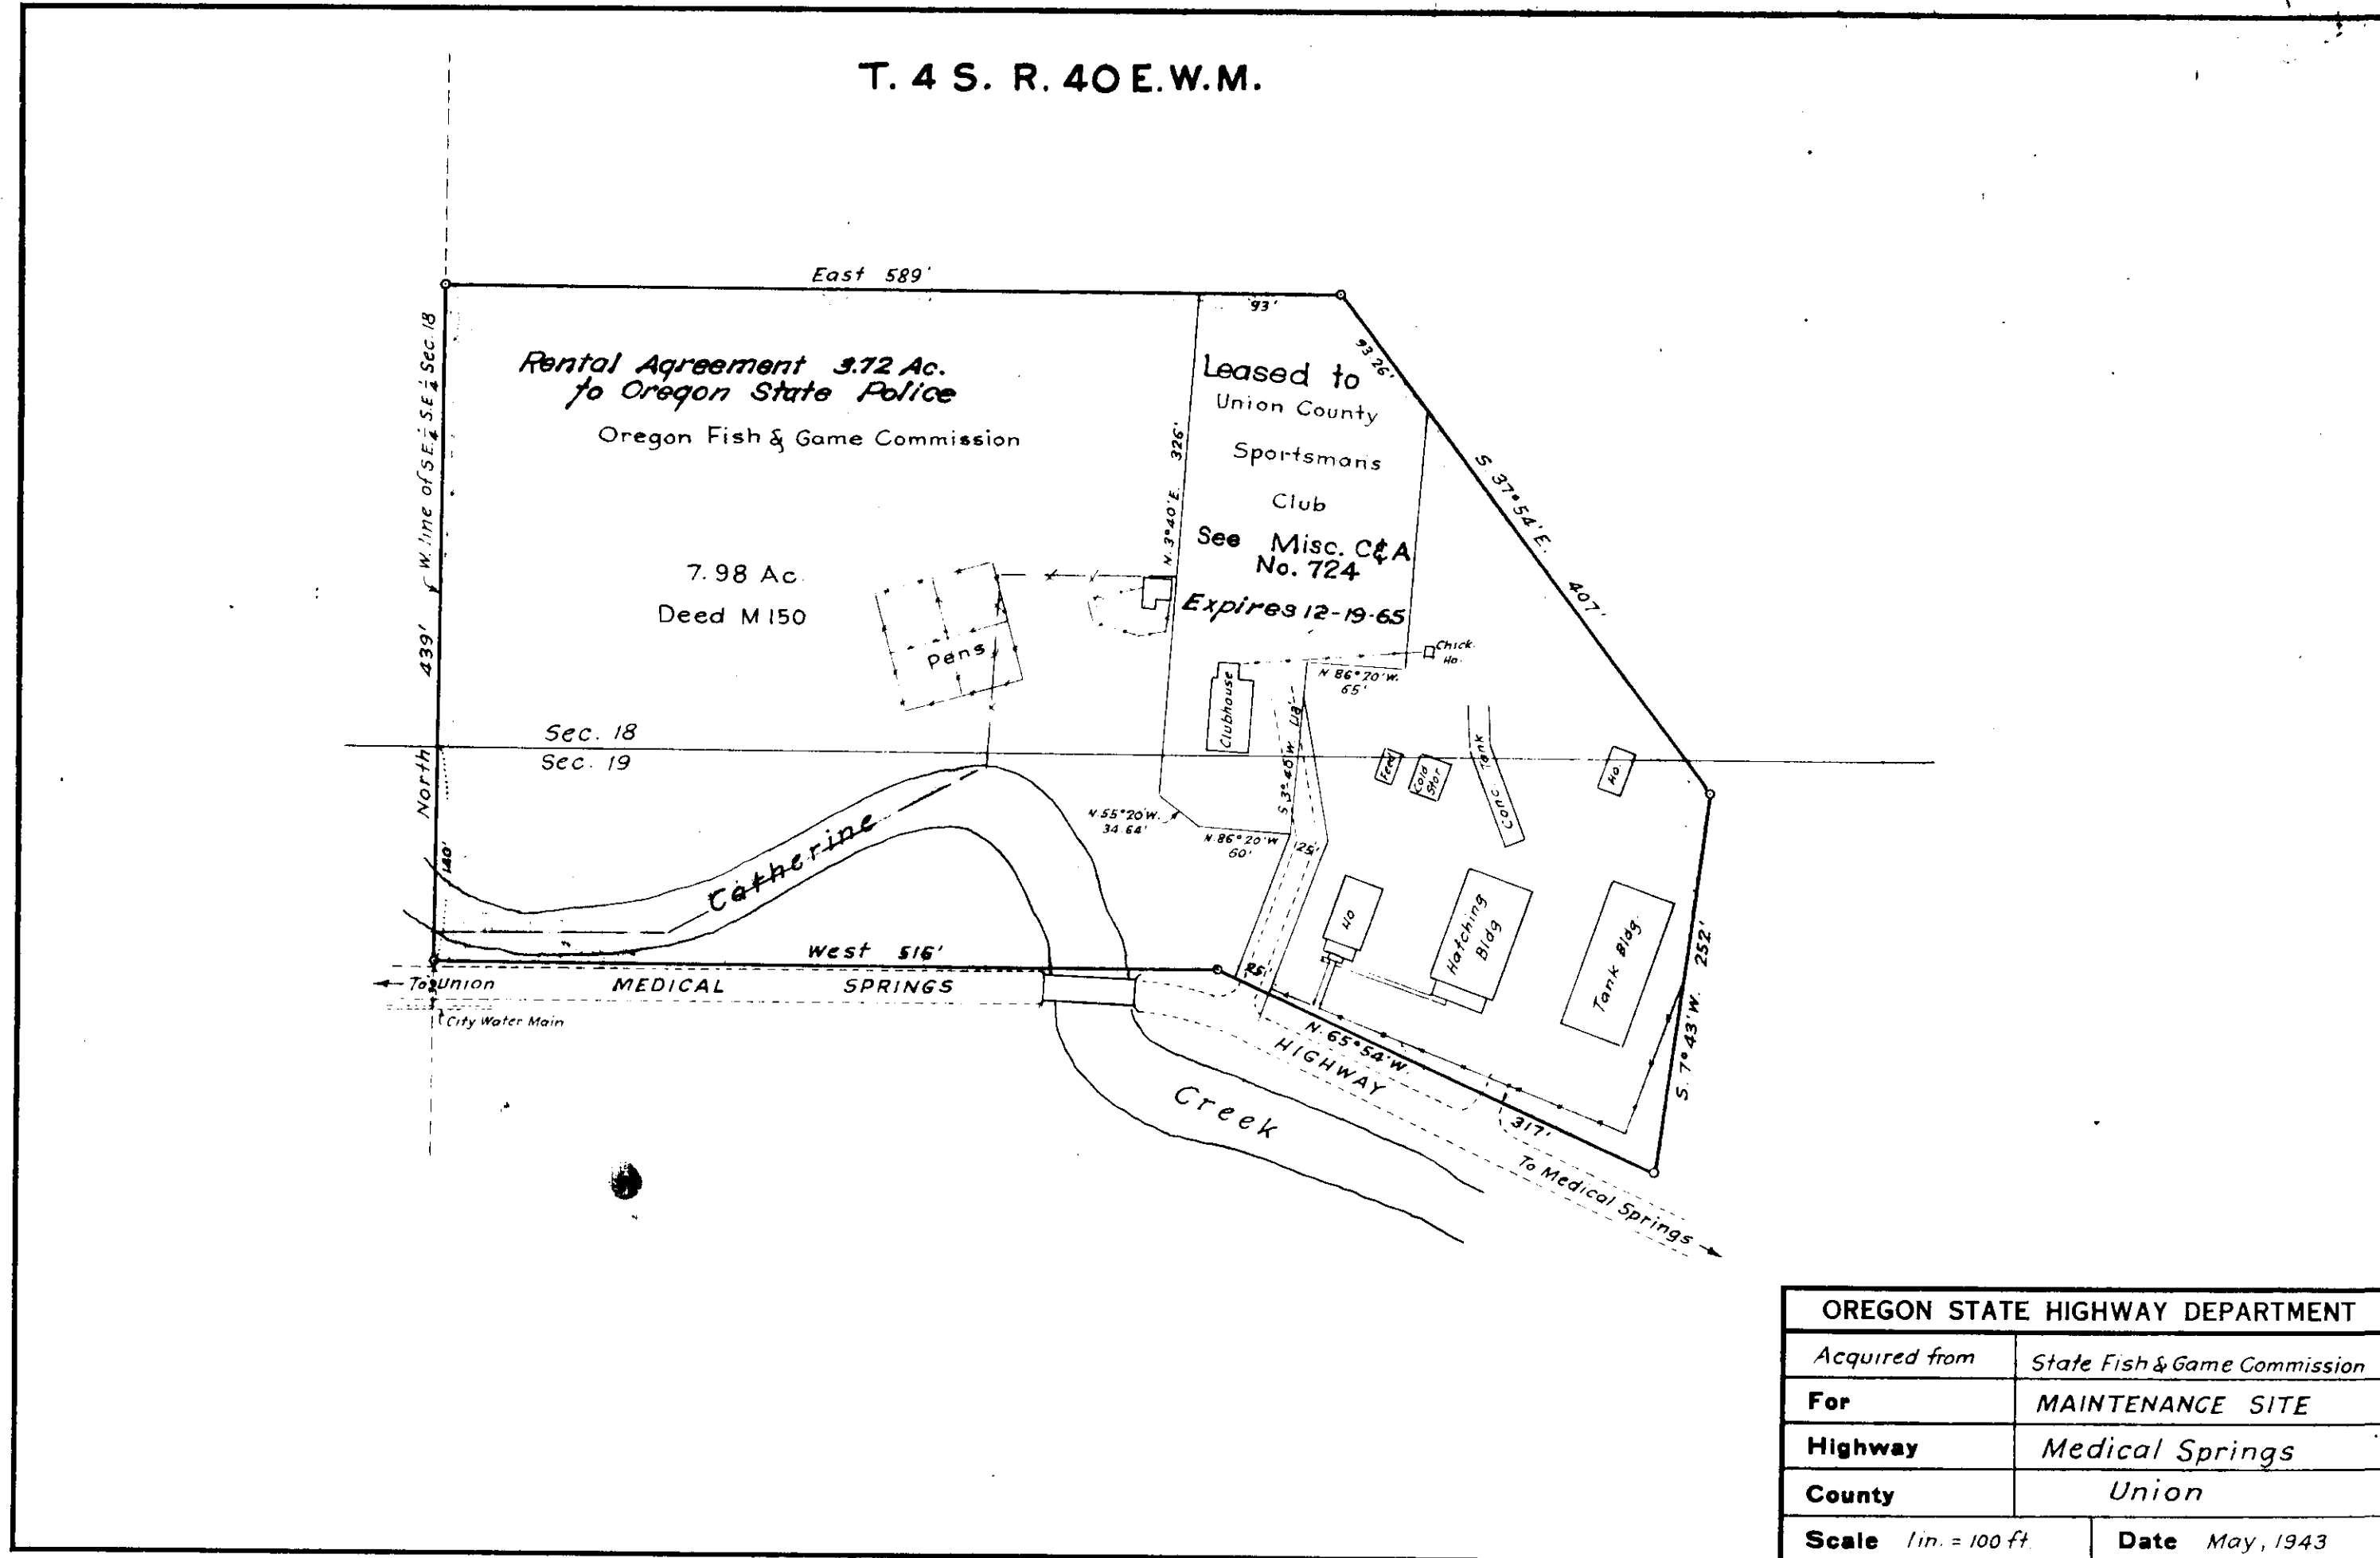 T. 4 S. R. 40 E. W. M.
East 589'
93'
93.26'
W. line of S.E. 1/4 S.E. 1/4 Sec. 18
Rental Agreement 3.72 Ac.
to Oregon State Police
Oregon Fish & Game Commission
Leased to
Union County
Sportsmans
Club
See Misc. C&A
No. 724
Expires 12-19-65
N. 3°40'E. 326'
S. 37°54'E. 407'
7.98 Ac.
Deed M 150
North 439'
Pens
Chick.
Ho.
N 86°20'W.
65'
Clubhouse
Sec. 18
Sec. 19
Feed
Cold
Stor
Conc. Tank
Ho.
N 55°20'W.
34.64'
N. 86°20'W
60'
25'
140'
Catherine
Ho
Hatching
Bldg
Tank Bldg.
S. 7°43'W. 252'
West 516'
25'
To Union
MEDICAL SPRINGS
City Water Main
N. 65°54'W.
317'
HIGHWAY
Creek
To Medical Springs
OREGON STATE HIGHWAY DEPARTMENT
Acquired from State Fish & Game Commission
For MAINTENANCE SITE
Highway Medical Springs
County Union
Scale 1 in. = 100 ft. Date May, 1943